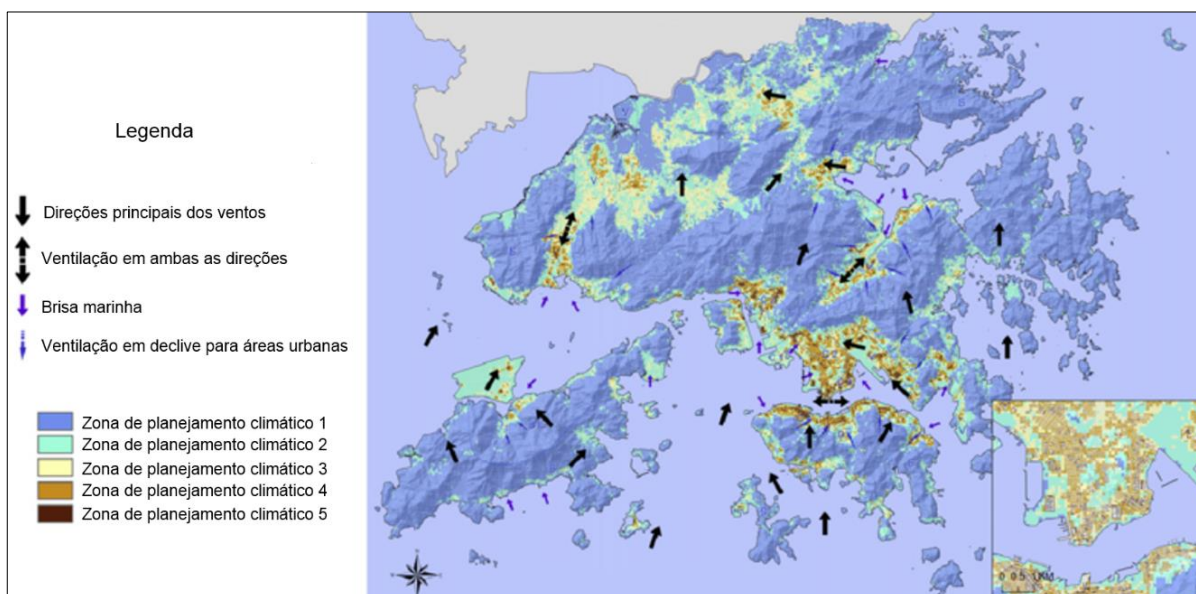 Legenda
Direções principais dos ventos
Ventilação em ambas as direções
Brisa marinha
Ventilação em declive para áreas urbanas
Zona de planejamento climático 1
Zona de planejamento climático 2
Zona de planejamento climático 3
Zona de planejamento climático 4
Zona de planejamento climático 5